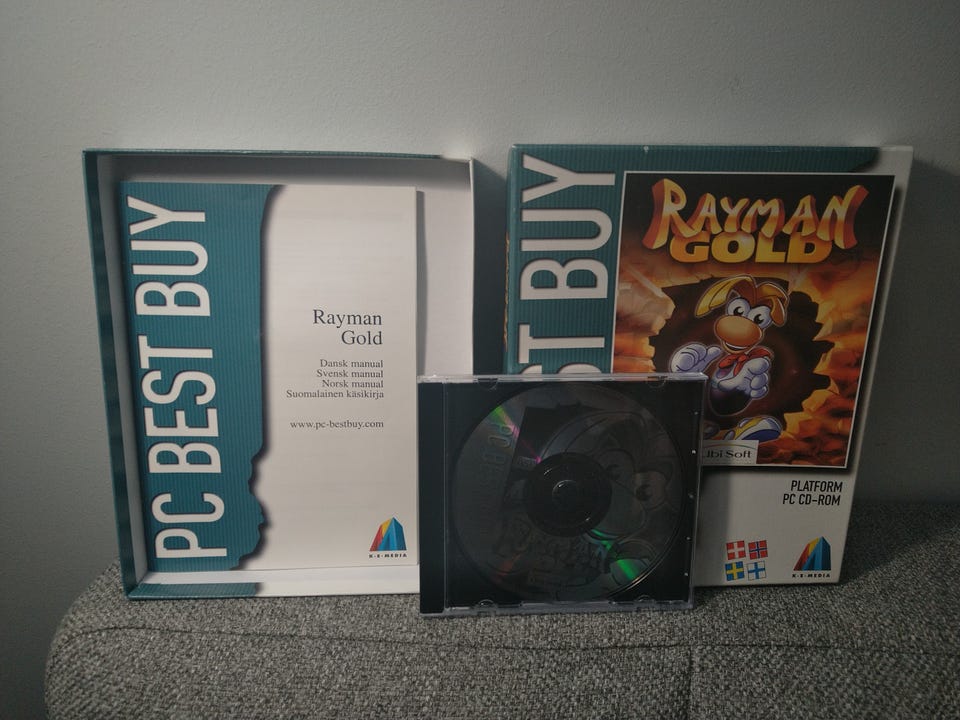 PC BEST BUY
Rayman
Gold
Dansk manual
Svensk manual
Norsk manual
Suomalainen käsikirja
www.pc-bestbuy.com
K·E·MEDIA
ST BUY
RAYMAN
GOLD
Ubi Soft
PLATFORM
PC CD-ROM
K·E·MEDIA